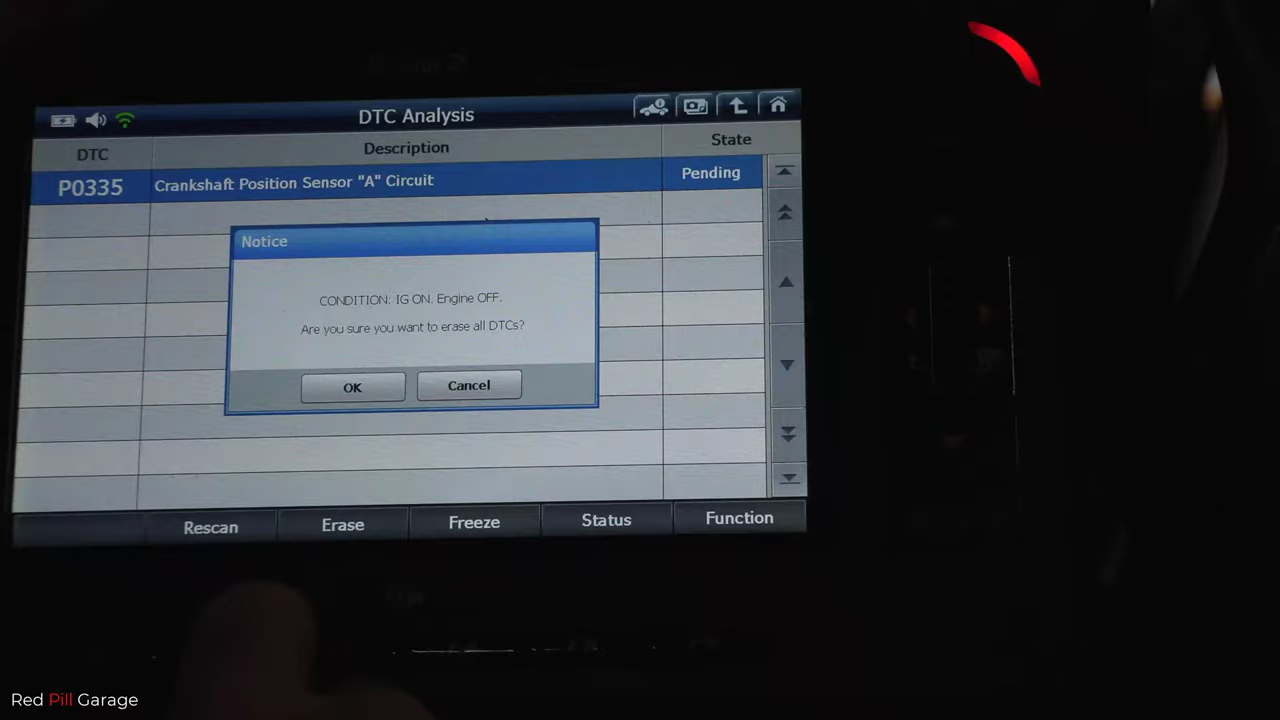 DTC Analysis
DTC
Description
State
P0335
Crankshaft Position Sensor "A" Circuit
Pending
Notice
CONDITION: IG ON. Engine OFF.
Are you sure you want to erase all DTCs?
OK
Cancel
Rescan
Erase
Freeze
Status
Function
Red Pill Garage